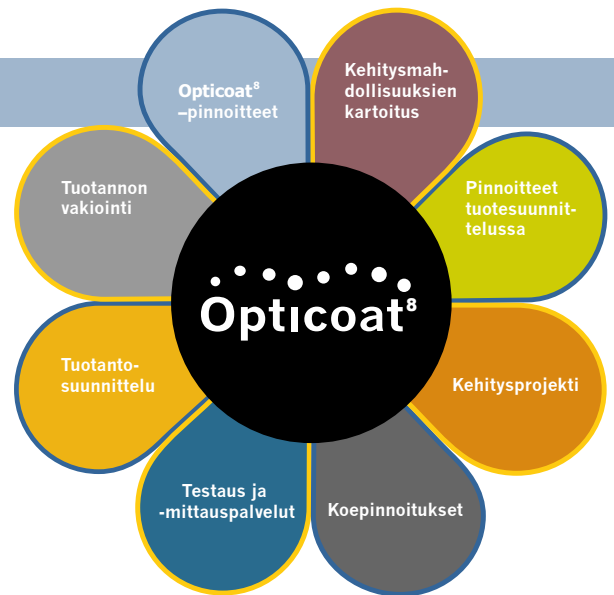 Opticoat⁸
–pinnoitteet
Kehitysmah-
dollisuuksien
kartoitus
Pinnoitteet
tuotesuunnit-
telussa
Kehitysprojekti
Koepinnoitukset
Testaus ja
-mittauspalvelut
Tuotanto-
suunnittelu
Tuotannon
vakiointi
Opticoat⁸